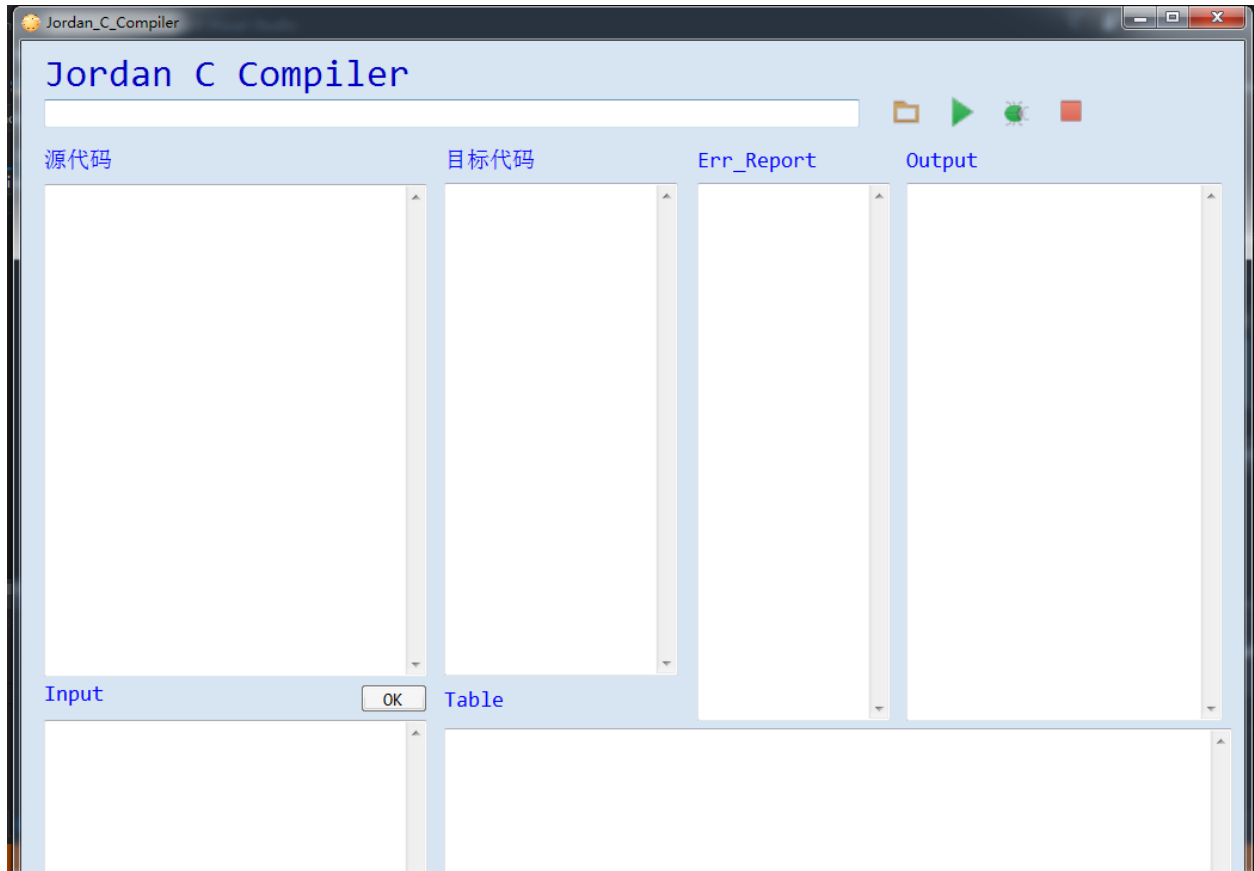 Jordan_C_Compiler
Jordan C Compiler
源代码
目标代码
Err_Report
Output
Input
OK
Table